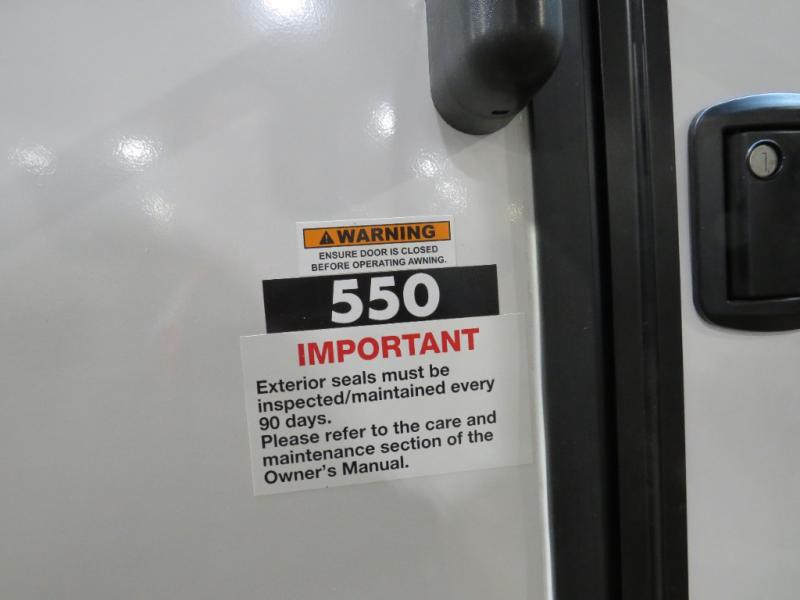 WARNING
ENSURE DOOR IS CLOSED
BEFORE OPERATING AWNING.
550
IMPORTANT
Exterior seals must be
inspected/maintained every
90 days.
Please refer to the care and
maintenance section of the
Owner's Manual.